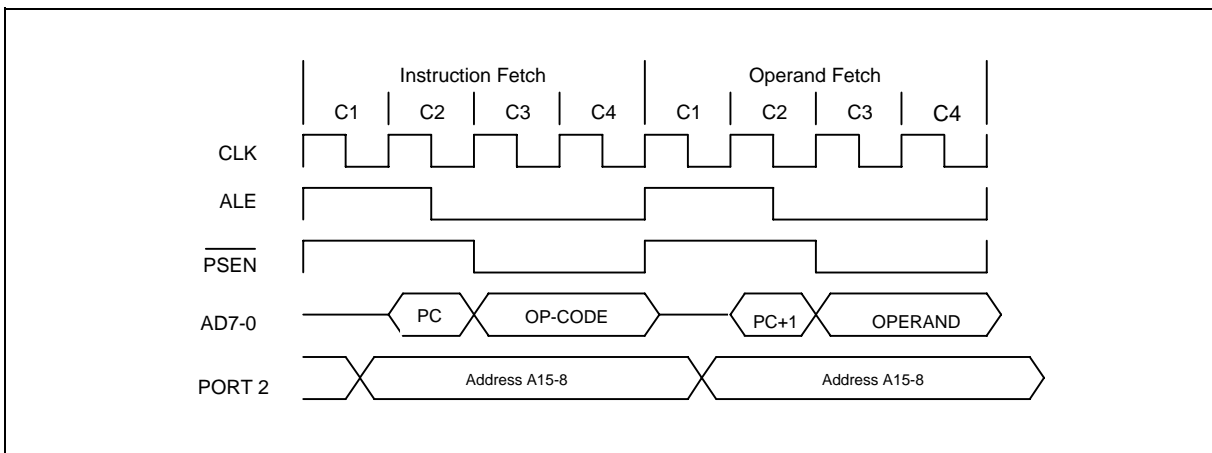 Instruction Fetch Operand Fetch
C1 C2 C3 C4 C1 C2 C3 C4
CLK
ALE
PSEN
AD7-0 PC OP-CODE PC+1 OPERAND
PORT 2 Address A15-8 Address A15-8